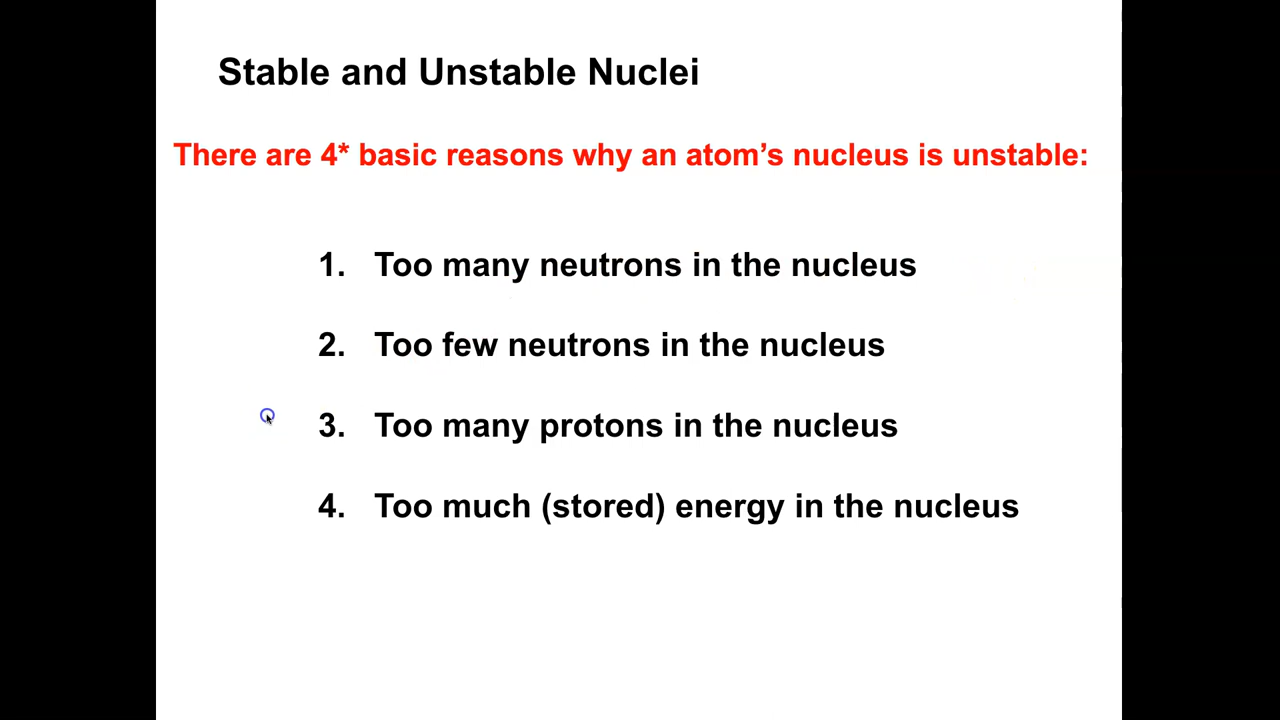 Stable and Unstable Nuclei
There are 4* basic reasons why an atom’s nucleus is unstable:
1. Too many neutrons in the nucleus
2. Too few neutrons in the nucleus
3. Too many protons in the nucleus
4. Too much (stored) energy in the nucleus